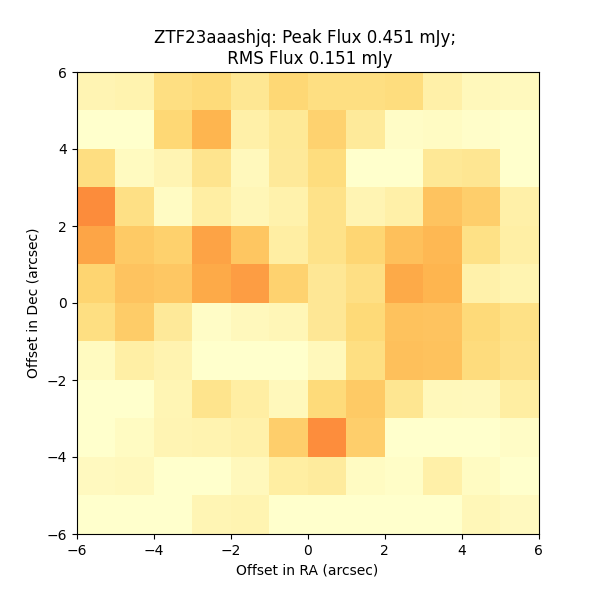 ZTF23aaashjq: Peak Flux 0.451 mJy;
RMS Flux 0.151 mJy
6
4
2
0
−2
−4
−6
Offset in Dec (arcsec)
−6 −4 −2 0 2 4 6
Offset in RA (arcsec)